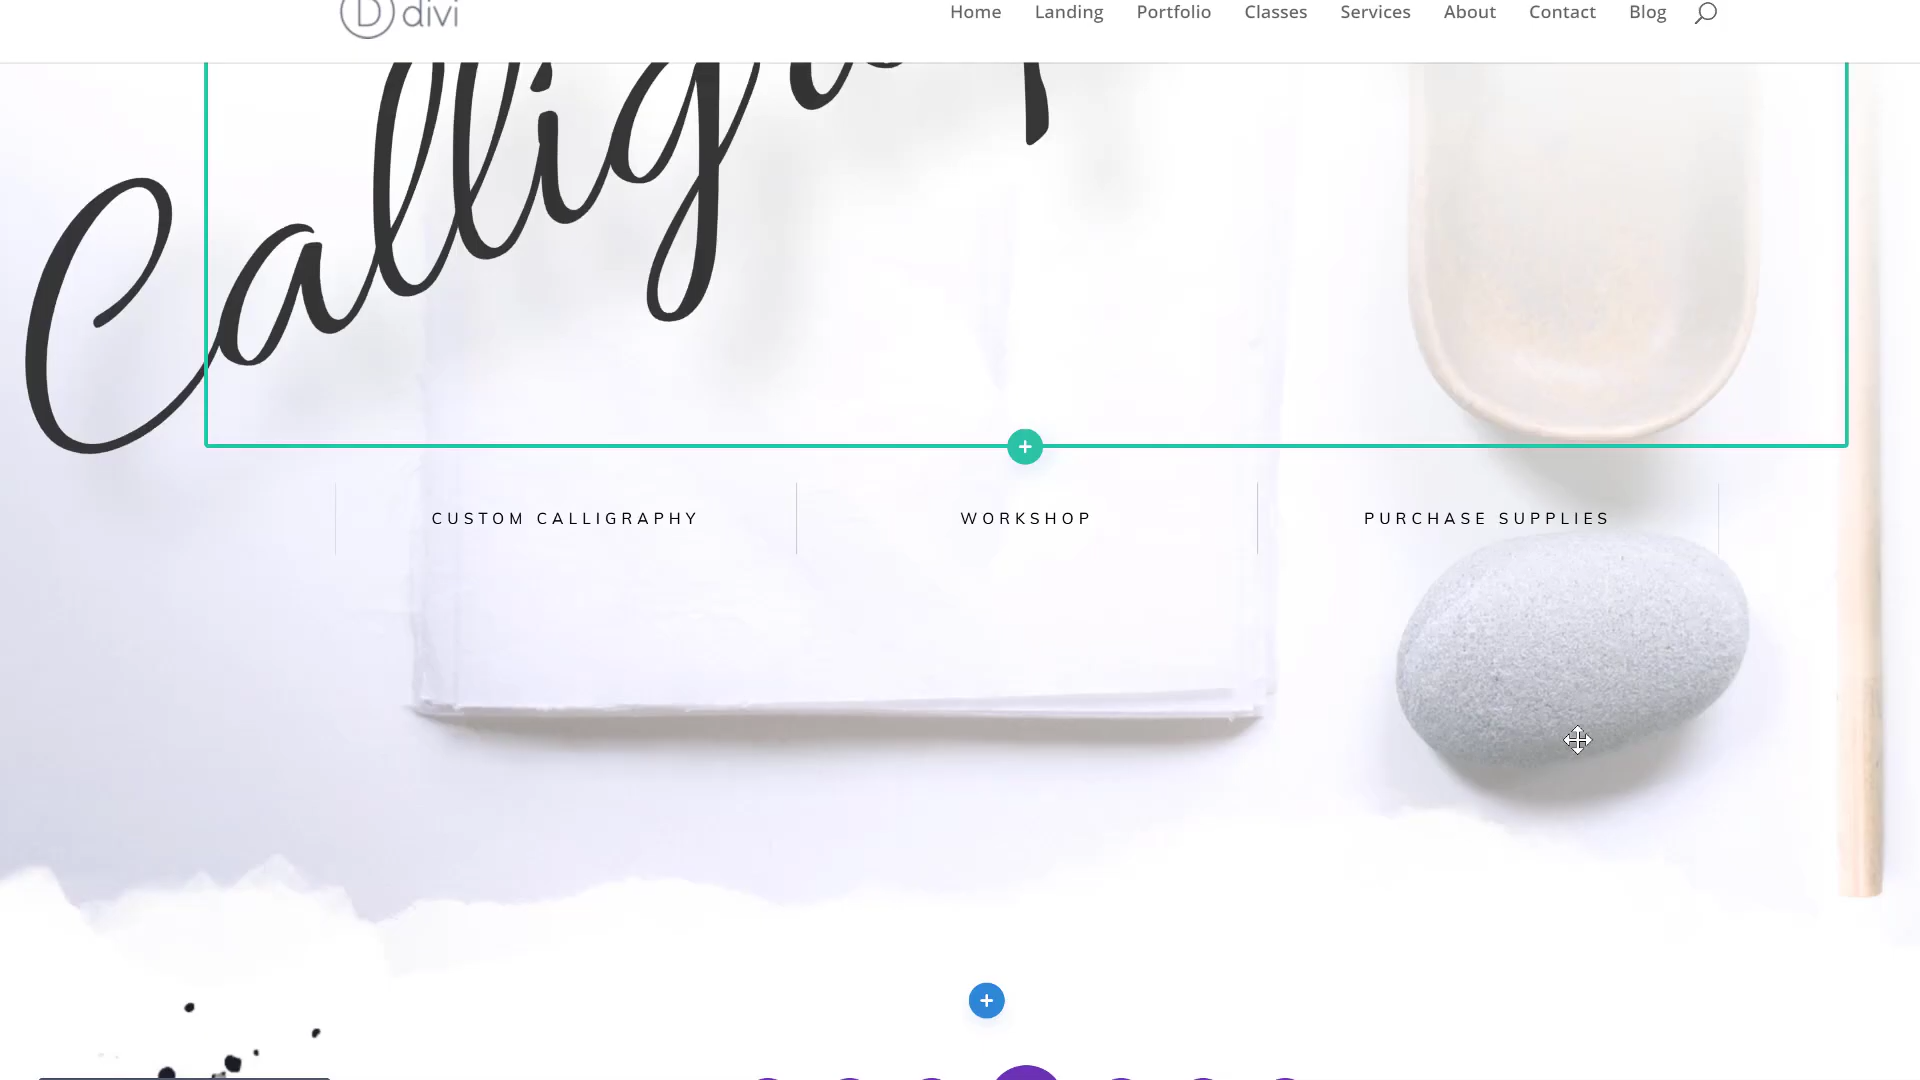 divi
Home Landing Portfolio Classes Services About Contact Blog
CUSTOM CALLIGRAPHY WORKSHOP PURCHASE SUPPLIES